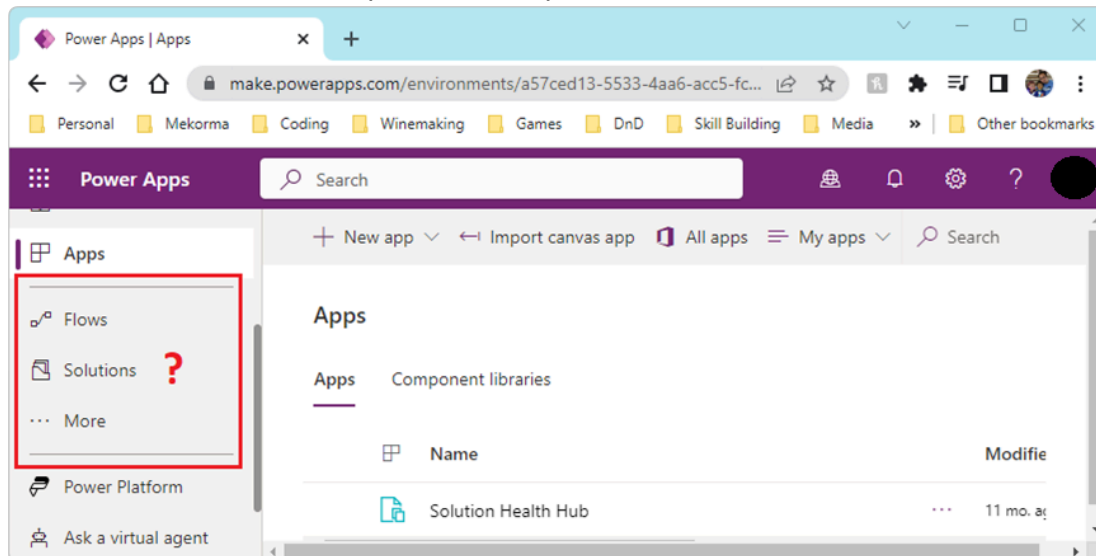 Power Apps | Apps
make.powerapps.com/environments/a57ced13-5533-4aa6-acc5-fc...
Personal Mekorma Coding Winemaking Games DnD Skill Building Media » Other bookmarks
Power Apps Search ?
Apps
+ New app Import canvas app All apps My apps Search
Flows
Apps
Solutions ?
Apps Component libraries
... More
Name Modifie
Power Platform
Solution Health Hub ... 11 mo. ag
Ask a virtual agent